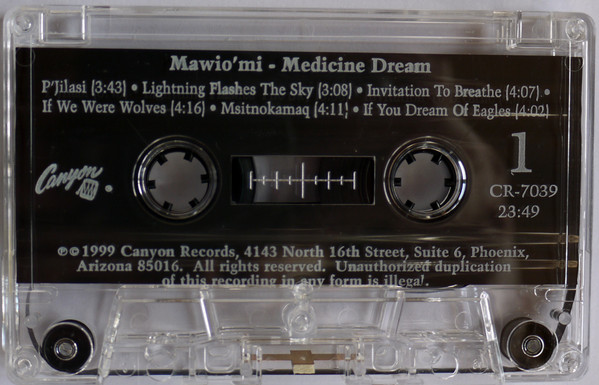 Mawio'mi - Medicine Dream
P'Jilasi (3:43) • Lightning Flashes The Sky (3:08) • Invitation To Breathe (4:07) •
If We Were Wolves (4:16) • Msitnokamaq (4:11) • If You Dream Of Eagles (4:02)
Canyon
1
CR-7039
23:49
℗©1999 Canyon Records, 4143 North 16th Street, Suite 6, Phoenix,
Arizona 85016. All rights reserved. Unauthorized duplication
of this recording in any form is illegal.